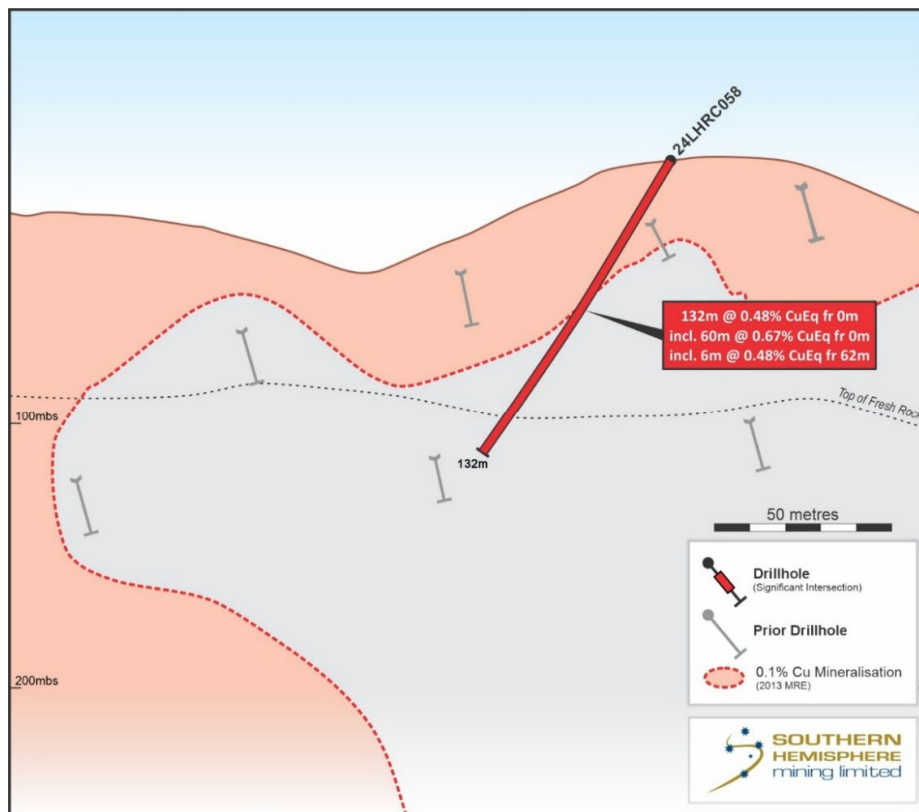 24LHRC058
132m @ 0.48% CuEq fr 0m
incl. 60m @ 0.67% CuEq fr 0m
incl. 6m @ 0.48% CuEq fr 62m
Top of Fresh Rock
100mbs
132m
50 metres
Drillhole
(Significant Intersection)
Prior Drillhole
0.1% Cu Mineralisation
(2013 MRE)
200mbs
SOUTHERN
HEMISPHERE
mining limited